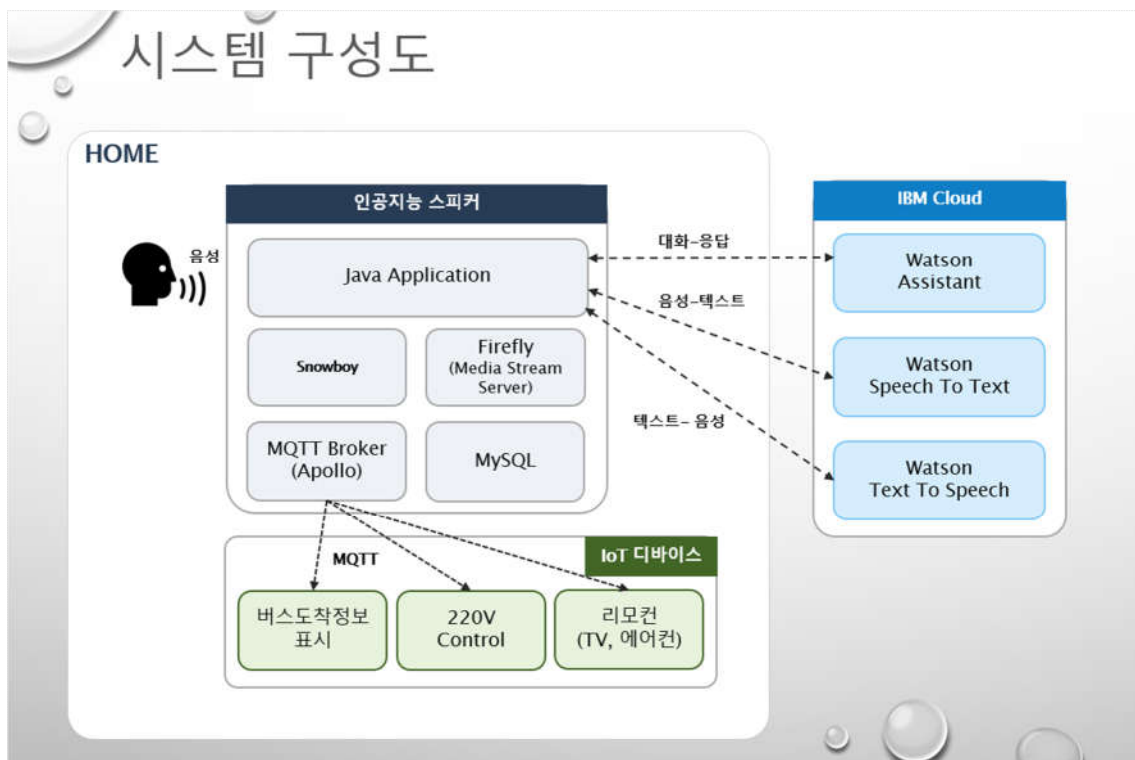 시스템 구성도
HOME
음성
인공지능 스피커
Java Application
Snowboy
Firefly
(Media Stream
Server)
MQTT Broker
(Apollo)
MySQL
대화-응답
음성-텍스트
텍스트- 음성
IBM Cloud
Watson
Assistant
Watson
Speech To Text
Watson
Text To Speech
MQTT
IoT 디바이스
버스도착정보
표시
220V
Control
리모컨
(TV, 에어컨)